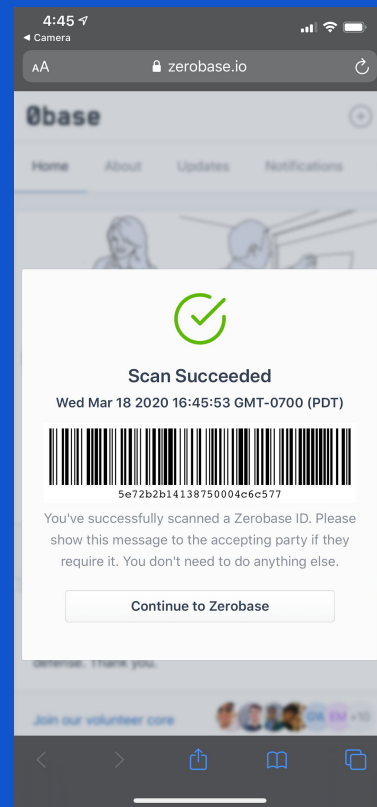 4:45
◀ Camera
AA zerobase.io
0base
Home About Updates Notifications
Scan Succeeded
Wed Mar 18 2020 16:45:53 GMT-0700 (PDT)
5e72b2b14138750004c6c577
You've successfully scanned a Zerobase ID. Please
show this message to the accepting party if they
require it. You don't need to do anything else.
Continue to Zerobase
defense. Thank you.
Join our volunteer core GW EM +10